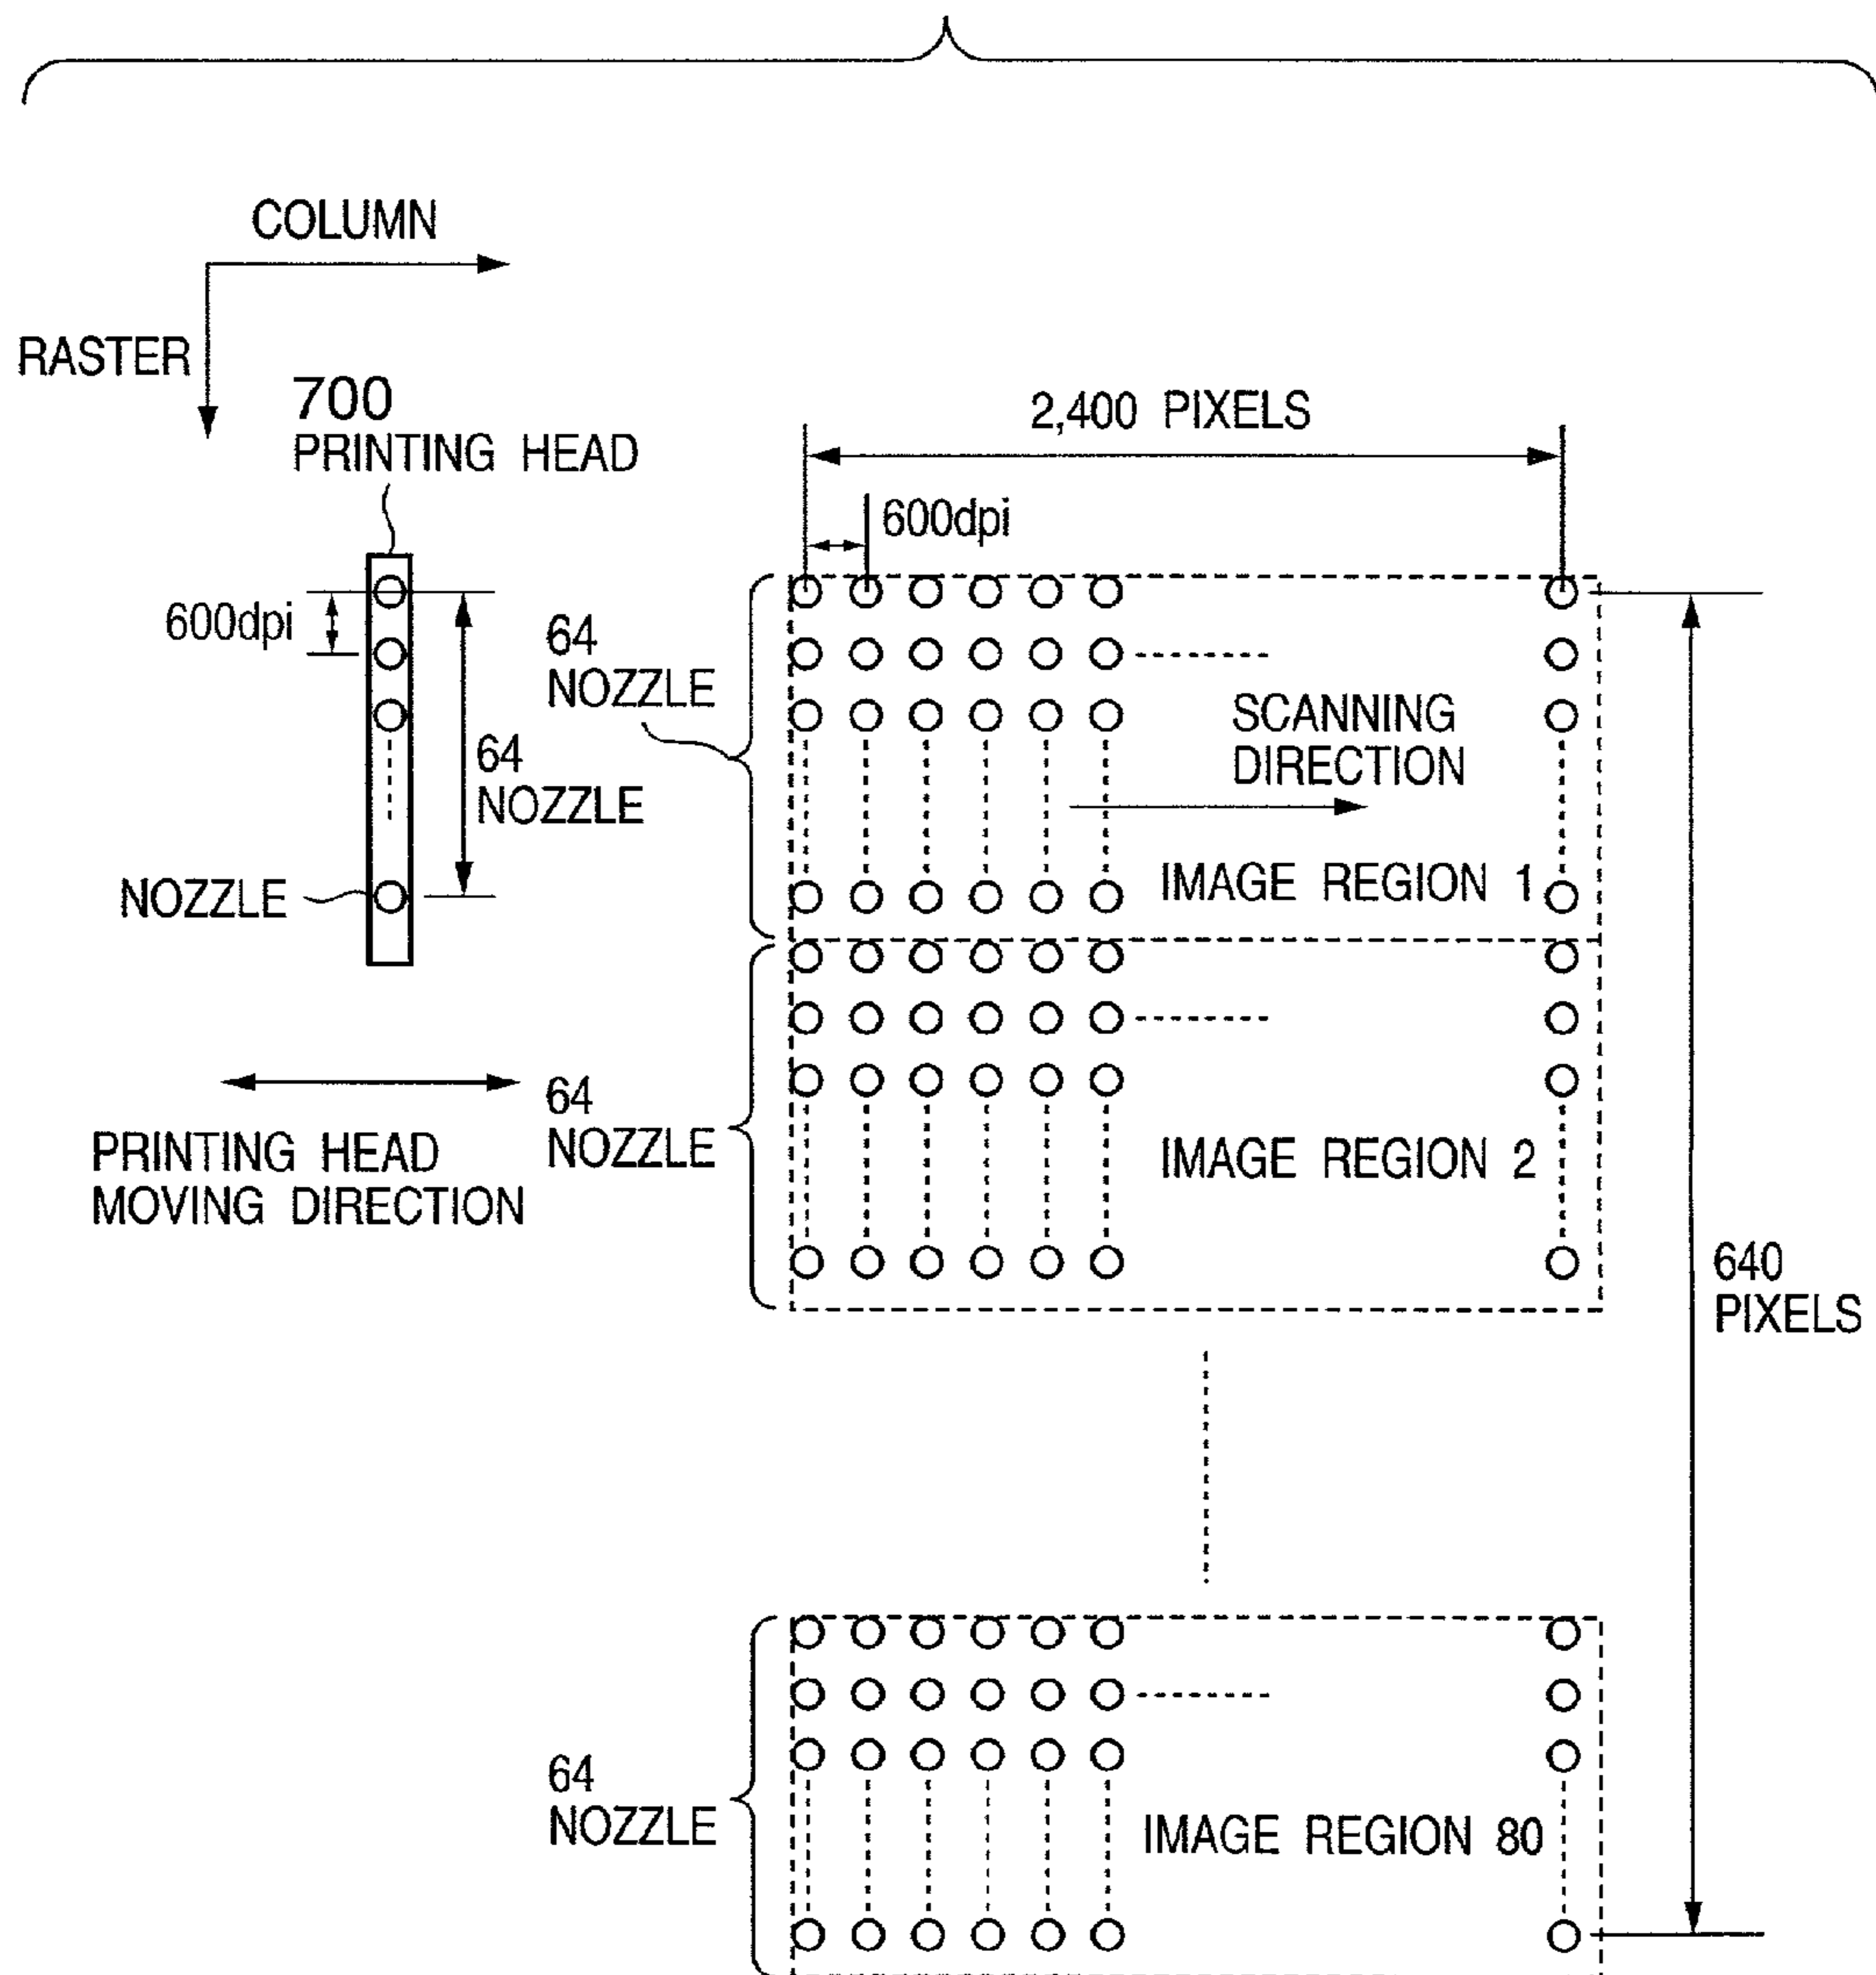 COLUMN
RASTER
700
PRINTING HEAD
600dpi
64
NOZZLE
NOZZLE
PRINTING HEAD
MOVING DIRECTION
2,400 PIXELS
600dpi
64
NOZZLE
SCANNING
DIRECTION
IMAGE REGION 1
64
NOZZLE
IMAGE REGION 2
640
PIXELS
64
NOZZLE
IMAGE REGION 80